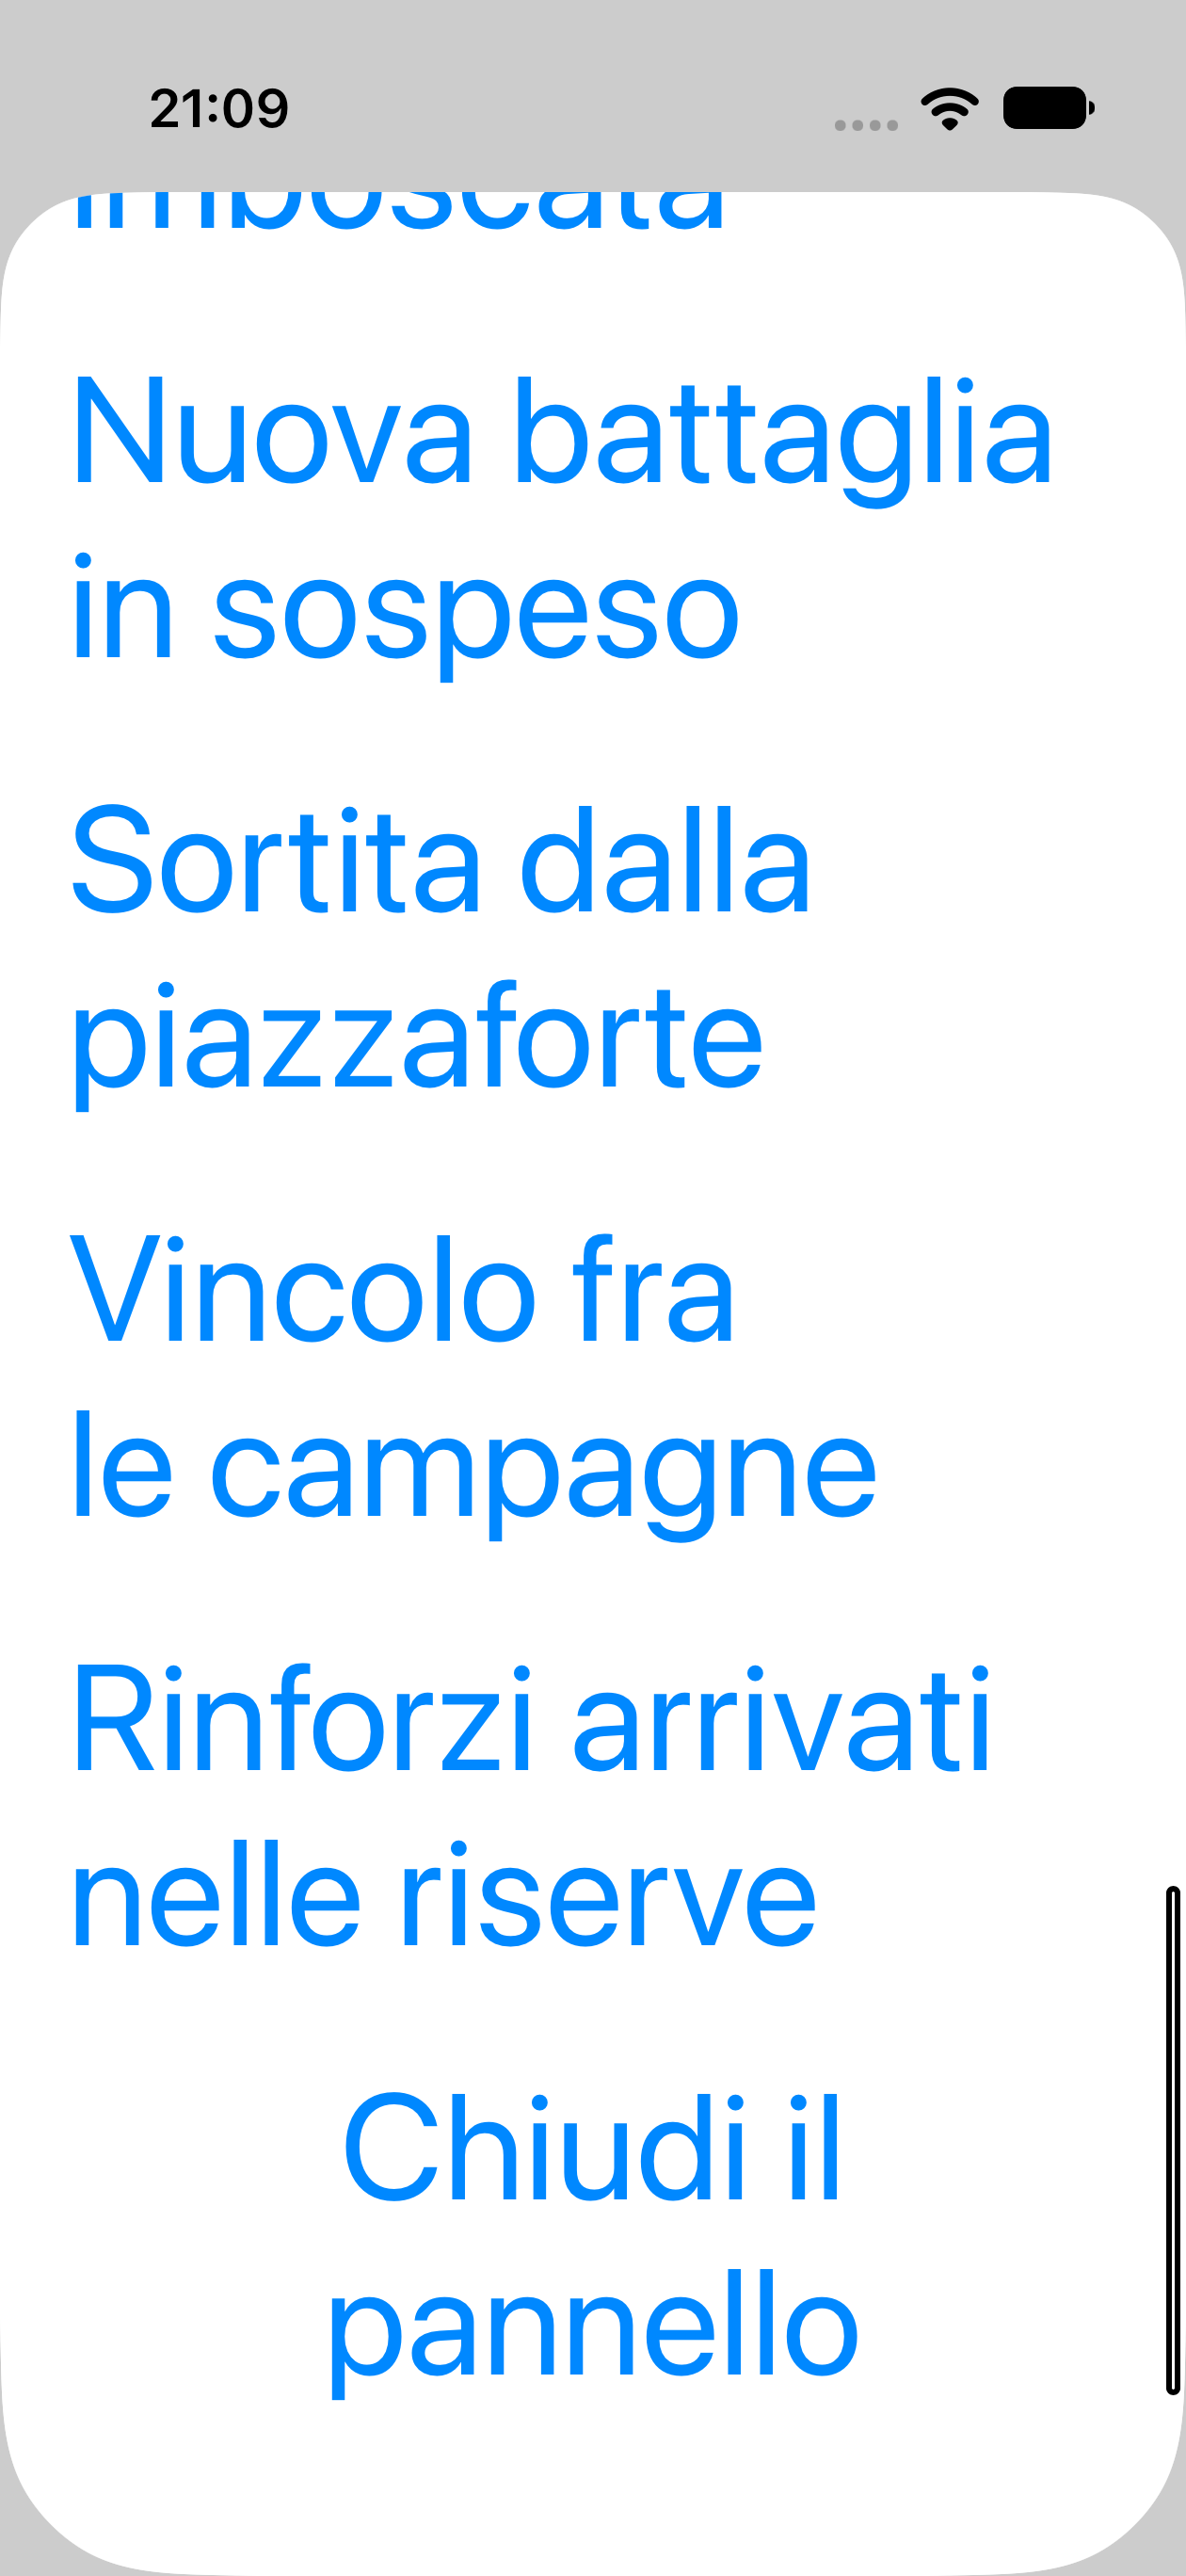 21:09
imboscata
Nuova battaglia
in sospeso
Sortita dalla
piazzaforte
Vincolo fra
le campagne
Rinforzi arrivati
nelle riserve
Chiudi il
pannello